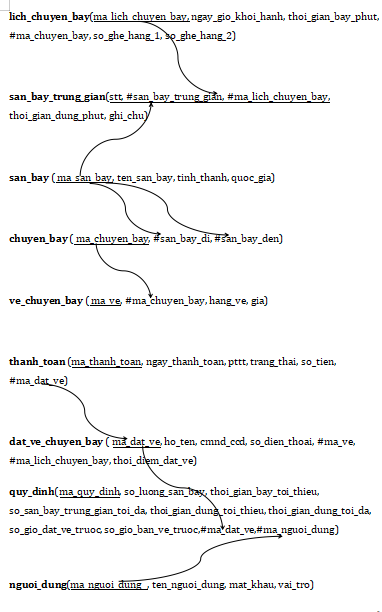 lich_chuyen_bay(ma_lich_chuyen_bay, ngay_gio_khoi_hanh, thoi_gian_bay_phut,
#ma_chuyen_bay, so_ghe_hang_1, so_ghe_hang_2)
san_bay_trung_gian(stt, #san_bay_trung_gian, #ma_lich_chuyen_bay,
thoi_gian_dung_phut, ghi_chu)
san_bay ( ma_san_bay, ten_san_bay, tinh_thanh, quoc_gia)
chuyen_bay ( ma_chuyen_bay, #san_bay_di, #san_bay_den)
ve_chuyen_bay ( ma_ve, #ma_chuyen_bay, hang_ve, gia)
thanh_toan (ma_thanh_toan, ngay_thanh_toan, pttt, trang_thai, so_tien,
#ma_dat_ve)
dat_ve_chuyen_bay ( ma_dat_ve, ho_ten, cmnd_ccd, so_dien_thoai, #ma_ve,
#ma_lich_chuyen_bay, thoi_diem_dat_ve)
quy_dinh(ma_quy_dinh, so_luong_san_bay, thoi_gian_bay_toi_thieu,
so_san_bay_trung_gian_toi_da, thoi_gian_dung_toi_thieu, thoi_gian_dung_toi_da,
so_gio_dat_ve_truoc, so_gio_ban_ve_truoc,#ma_dat_ve,#ma_nguoi_dung)
nguoi_dung(ma_nguoi_dung , ten_nguoi_dung, mat_khau, vai_tro)